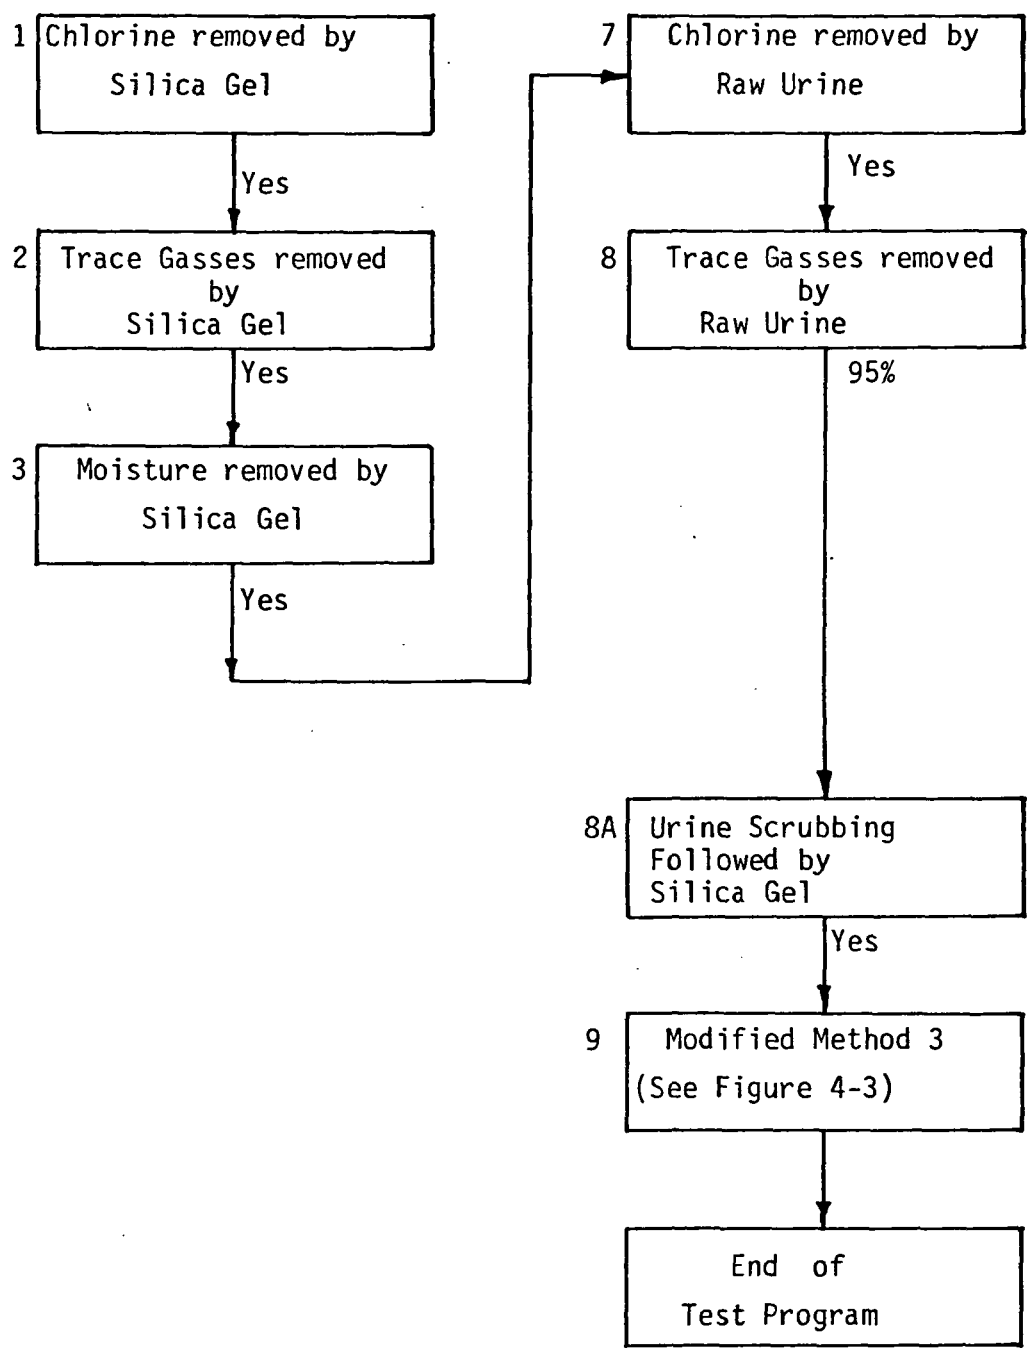 1 Chlorine removed by
Silica Gel
Yes
2 Trace Gasses removed
by
Silica Gel
Yes
3 Moisture removed by
Silica Gel
Yes
7 Chlorine removed by
Raw Urine
Yes
8 Trace Gasses removed
by
Raw Urine
95%
8A Urine Scrubbing
Followed by
Silica Gel
Yes
9 Modified Method 3
(See Figure 4-3)
End of
Test Program